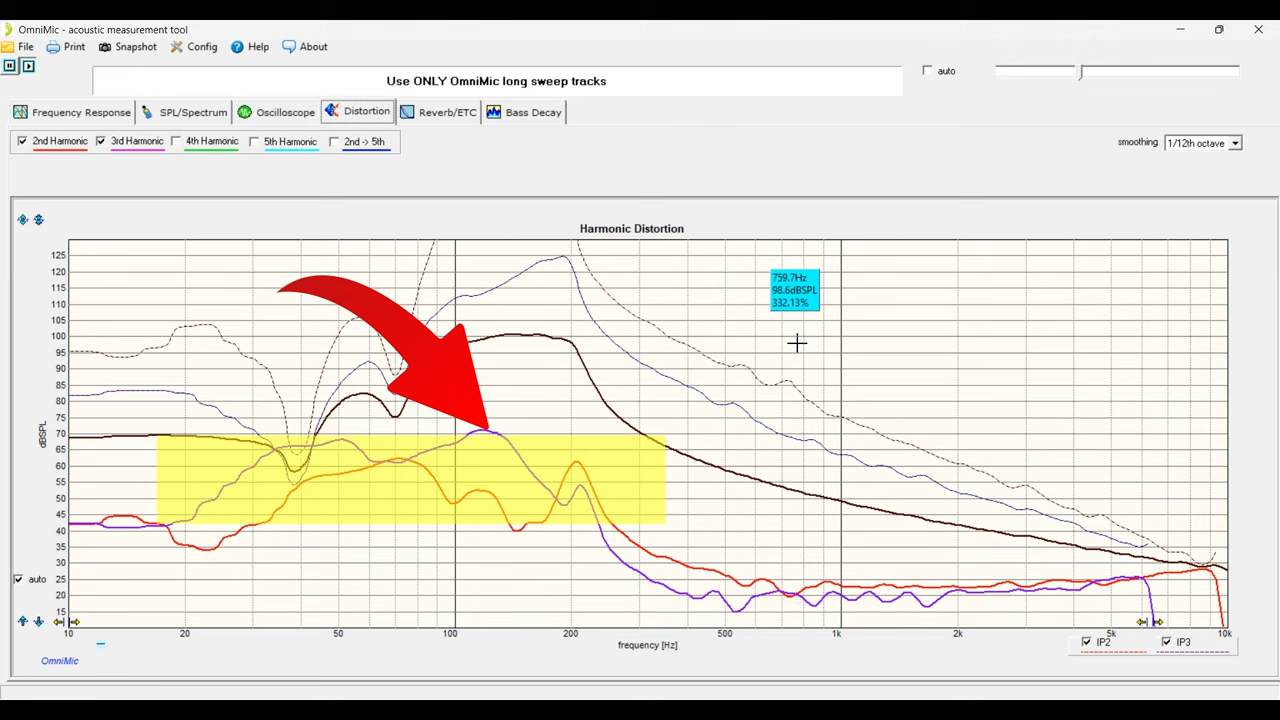 OmniMic - acoustic measurement tool
File Print Snapshot Config Help About
Use ONLY OmniMic long sweep tracks
auto
Frequency Response SPL/Spectrum Oscilloscope Distortion Reverb/ETC Bass Decay
2nd Harmonic 3rd Harmonic 4th Harmonic 5th Harmonic 2nd -> 5th
smoothing 1/12th octave
Harmonic Distortion
125
120
115
110
105
100
95
90
85
80
75
70
65
60
55
50
45
40
35
30
25
20
15
dBSPL
759.7Hz
98.6dBSPL
332.13%
auto
10 20 50 100 200 500 1k 2k 5k 10k
frequency [Hz]
IP2 IP3
OmniMic